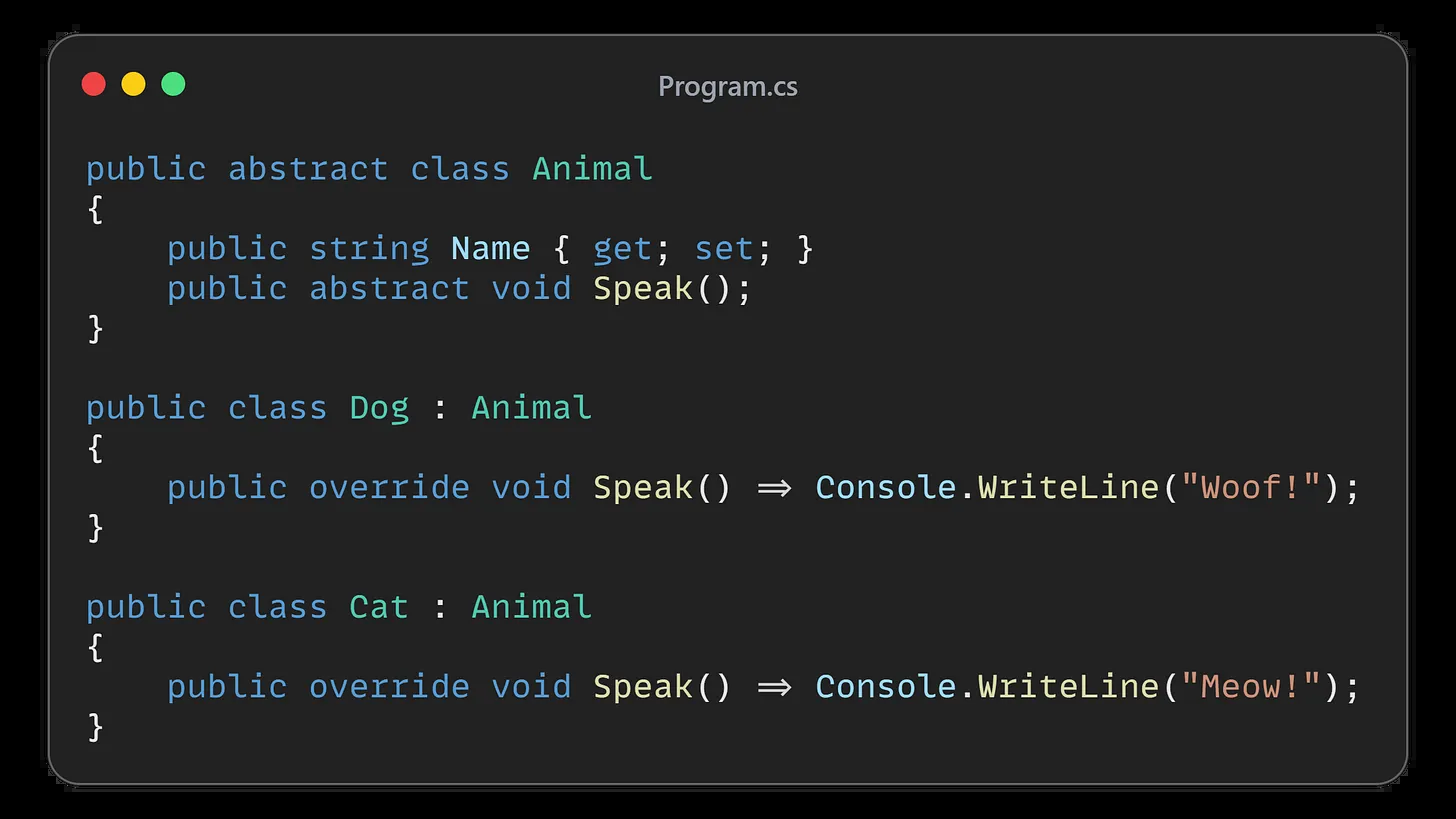 Program.cs
public abstract class Animal
{
    public string Name { get; set; }
    public abstract void Speak();
}

public class Dog : Animal
{
    public override void Speak() => Console.WriteLine("Woof!");
}

public class Cat : Animal
{
    public override void Speak() => Console.WriteLine("Meow!");
}